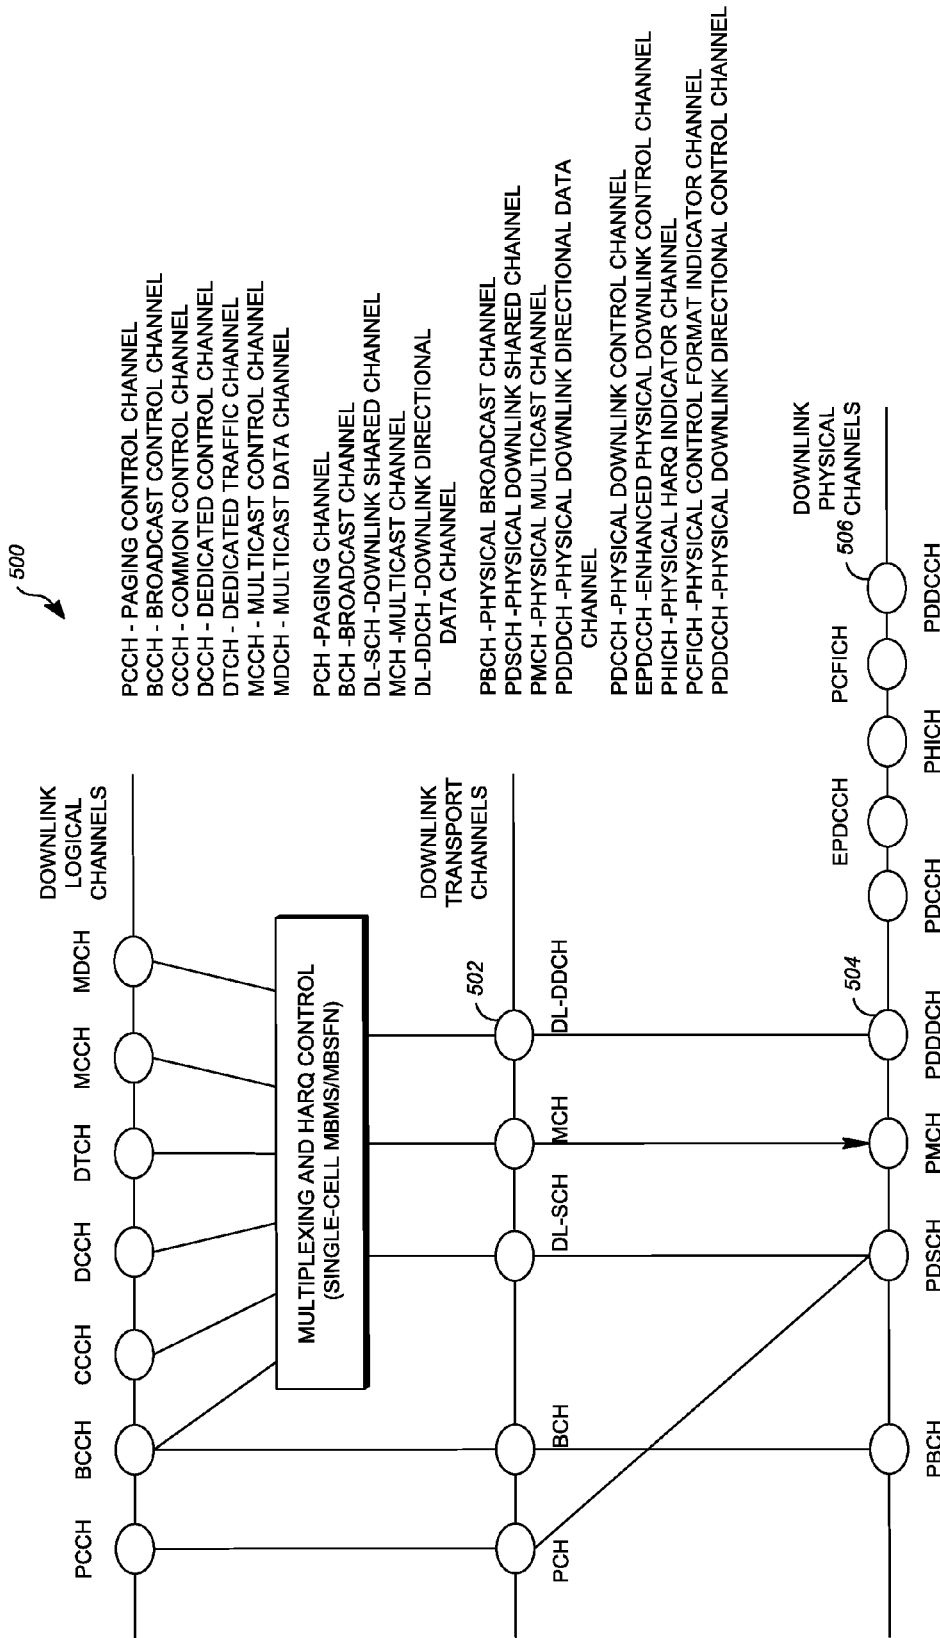 500
PCCH - PAGING CONTROL CHANNEL
BCCH - BROADCAST CONTROL CHANNEL
CCCH - COMMON CONTROL CHANNEL
DCCH - DEDICATED CONTROL CHANNEL
DTCH - DEDICATED TRAFFIC CHANNEL
MCCH - MULTICAST CONTROL CHANNEL
MDCH - MULTICAST DATA CHANNEL
PCH -PAGING CHANNEL
BCH -BROADCAST CHANNEL
DL-SCH -DOWNLINK SHARED CHANNEL
MCH -MULTICAST CHANNEL
DL-DDCH -DOWNLINK DIRECTIONAL
DATA CHANNEL
PBCH -PHYSICAL BROADCAST CHANNEL
PDSCH -PHYSICAL DOWNLINK SHARED CHANNEL
PMCH -PHYSICAL MULTICAST CHANNEL
PDDDCH -PHYSICAL DOWNLINK DIRECTIONAL DATA
CHANNEL
PDCCH -PHYSICAL DOWNLINK CONTROL CHANNEL
EPDCCH -ENHANCED PHYSICAL DOWNLINK CONTROL CHANNEL
PHICH -PHYSICAL HARQ INDICATOR CHANNEL
PCFICH -PHYSICAL CONTROL FORMAT INDICATOR CHANNEL
PDDCCH -PHYSICAL DOWNLINK DIRECTIONAL CONTROL CHANNEL
DOWNLINK
LOGICAL
CHANNELS
PCCH
BCCH
CCCH
DCCH
DTCH
MCCH
MDCH
MULTIPLEXING AND HARQ CONTROL
(SINGLE-CELL MBMS/MBSFN)
DOWNLINK
TRANSPORT
CHANNELS
502
PCH
BCH
DL-SCH
MCH
DL-DDCH
DOWNLINK
PHYSICAL
CHANNELS
504
EPDCCH
PCFICH
506
PBCH
PDSCH
PMCH
PDDDCH
PDCCH
PHICH
PDDCCH